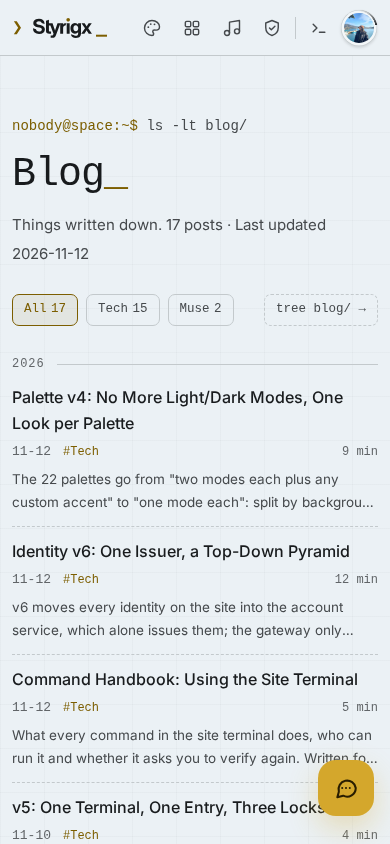 ❯ Styrigx _
nobody@space:~$ ls -lt blog/
Blog_
Things written down. 17 posts · Last updated
2026-11-12
All 17 Tech 15 Muse 2 tree blog/ →
2026
Palette v4: No More Light/Dark Modes, One
Look per Palette
11-12 #Tech 9 min
The 22 palettes go from "two modes each plus any
custom accent" to "one mode each": split by backgrou...
Identity v6: One Issuer, a Top-Down Pyramid
11-12 #Tech 12 min
v6 moves every identity on the site into the account
service, which alone issues them; the gateway only...
Command Handbook: Using the Site Terminal
11-12 #Tech 5 min
What every command in the site terminal does, who can
run it and whether it asks you to verify again. Written fo...
v5: One Terminal, One Entry, Three Locks
11-10 #Tech 4 min